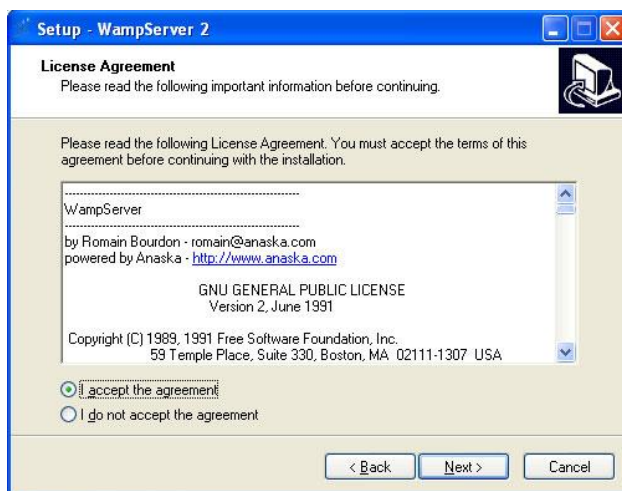 Setup - WampServer 2
License Agreement
Please read the following important information before continuing.
Please read the following License Agreement. You must accept the terms of this
agreement before continuing with the installation.
------------------------------------------------------------
WampServer
------------------------------------------------------------
by Romain Bourdon - romain@anaska.com
powered by Anaska - http://www.anaska.com
GNU GENERAL PUBLIC LICENSE
Version 2, June 1991
Copyright (C) 1989, 1991 Free Software Foundation, Inc.
59 Temple Place, Suite 330, Boston, MA 02111-1307 USA
I accept the agreement
I do not accept the agreement
< Back
Next >
Cancel